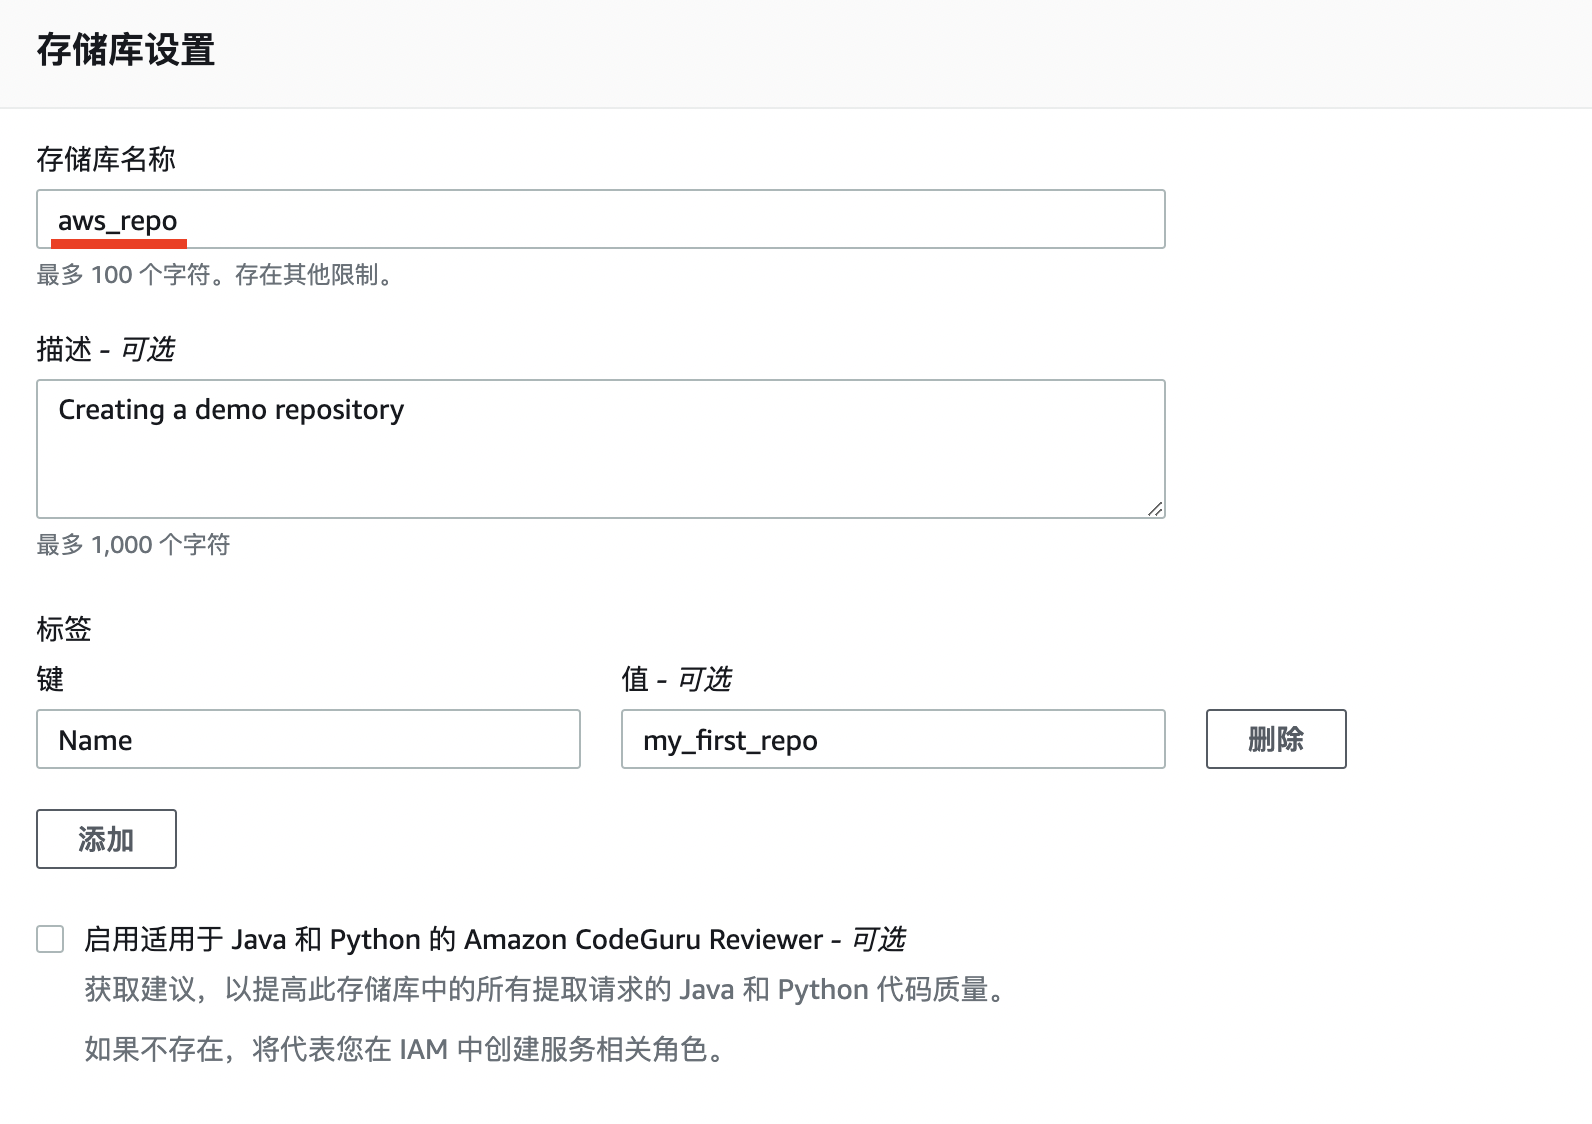 存储库设置
存储库名称
aws_repo
最多 100 个字符。存在其他限制。
描述 - 可选
Creating a demo repository
最多 1,000 个字符
标签
键
值 - 可选
Name
my_first_repo
删除
添加
启用适用于 Java 和 Python 的 Amazon CodeGuru Reviewer - 可选
获取建议，以提高此存储库中的所有提取请求的 Java 和 Python 代码质量。
如果不存在，将代表您在 IAM 中创建服务相关角色。